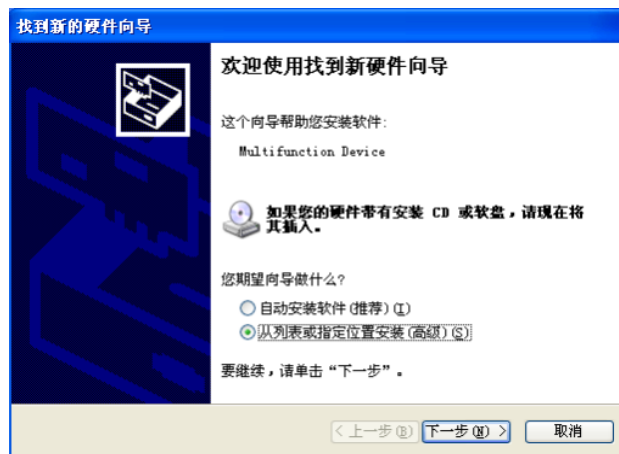 找到新的硬件向导
欢迎使用找到新硬件向导
这个向导帮助您安装软件:
Multifunction Device
如果您的硬件带有安装 CD 或软盘，请现在将
其插入。
您期望向导做什么?
自动安装软件(推荐)(I)
从列表或指定位置安装(高级)(S)
要继续，请单击“下一步”。
< 上一步(B) 下一步(N) > 取消